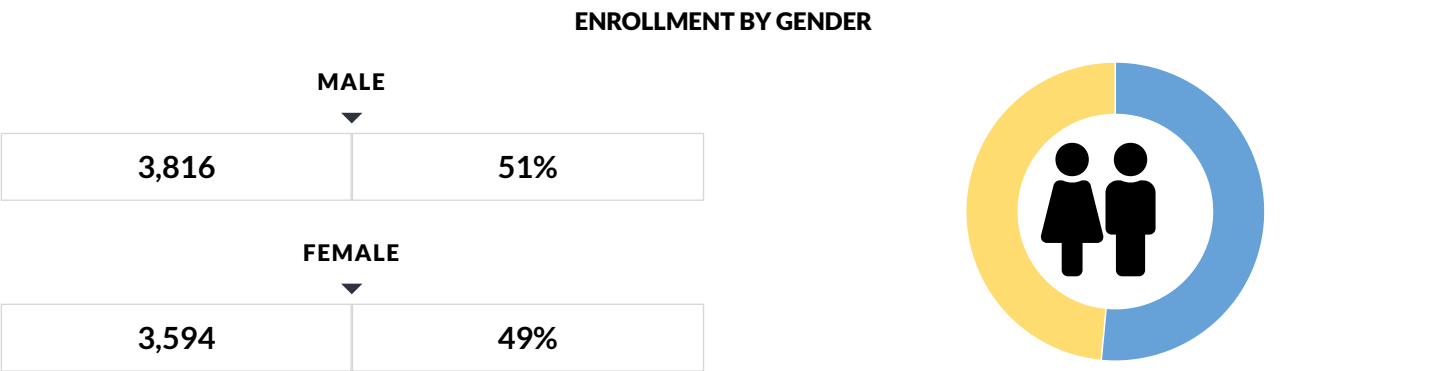 ENROLLMENT BY GENDER
MALE
3,816 51%
FEMALE
3,594 49%